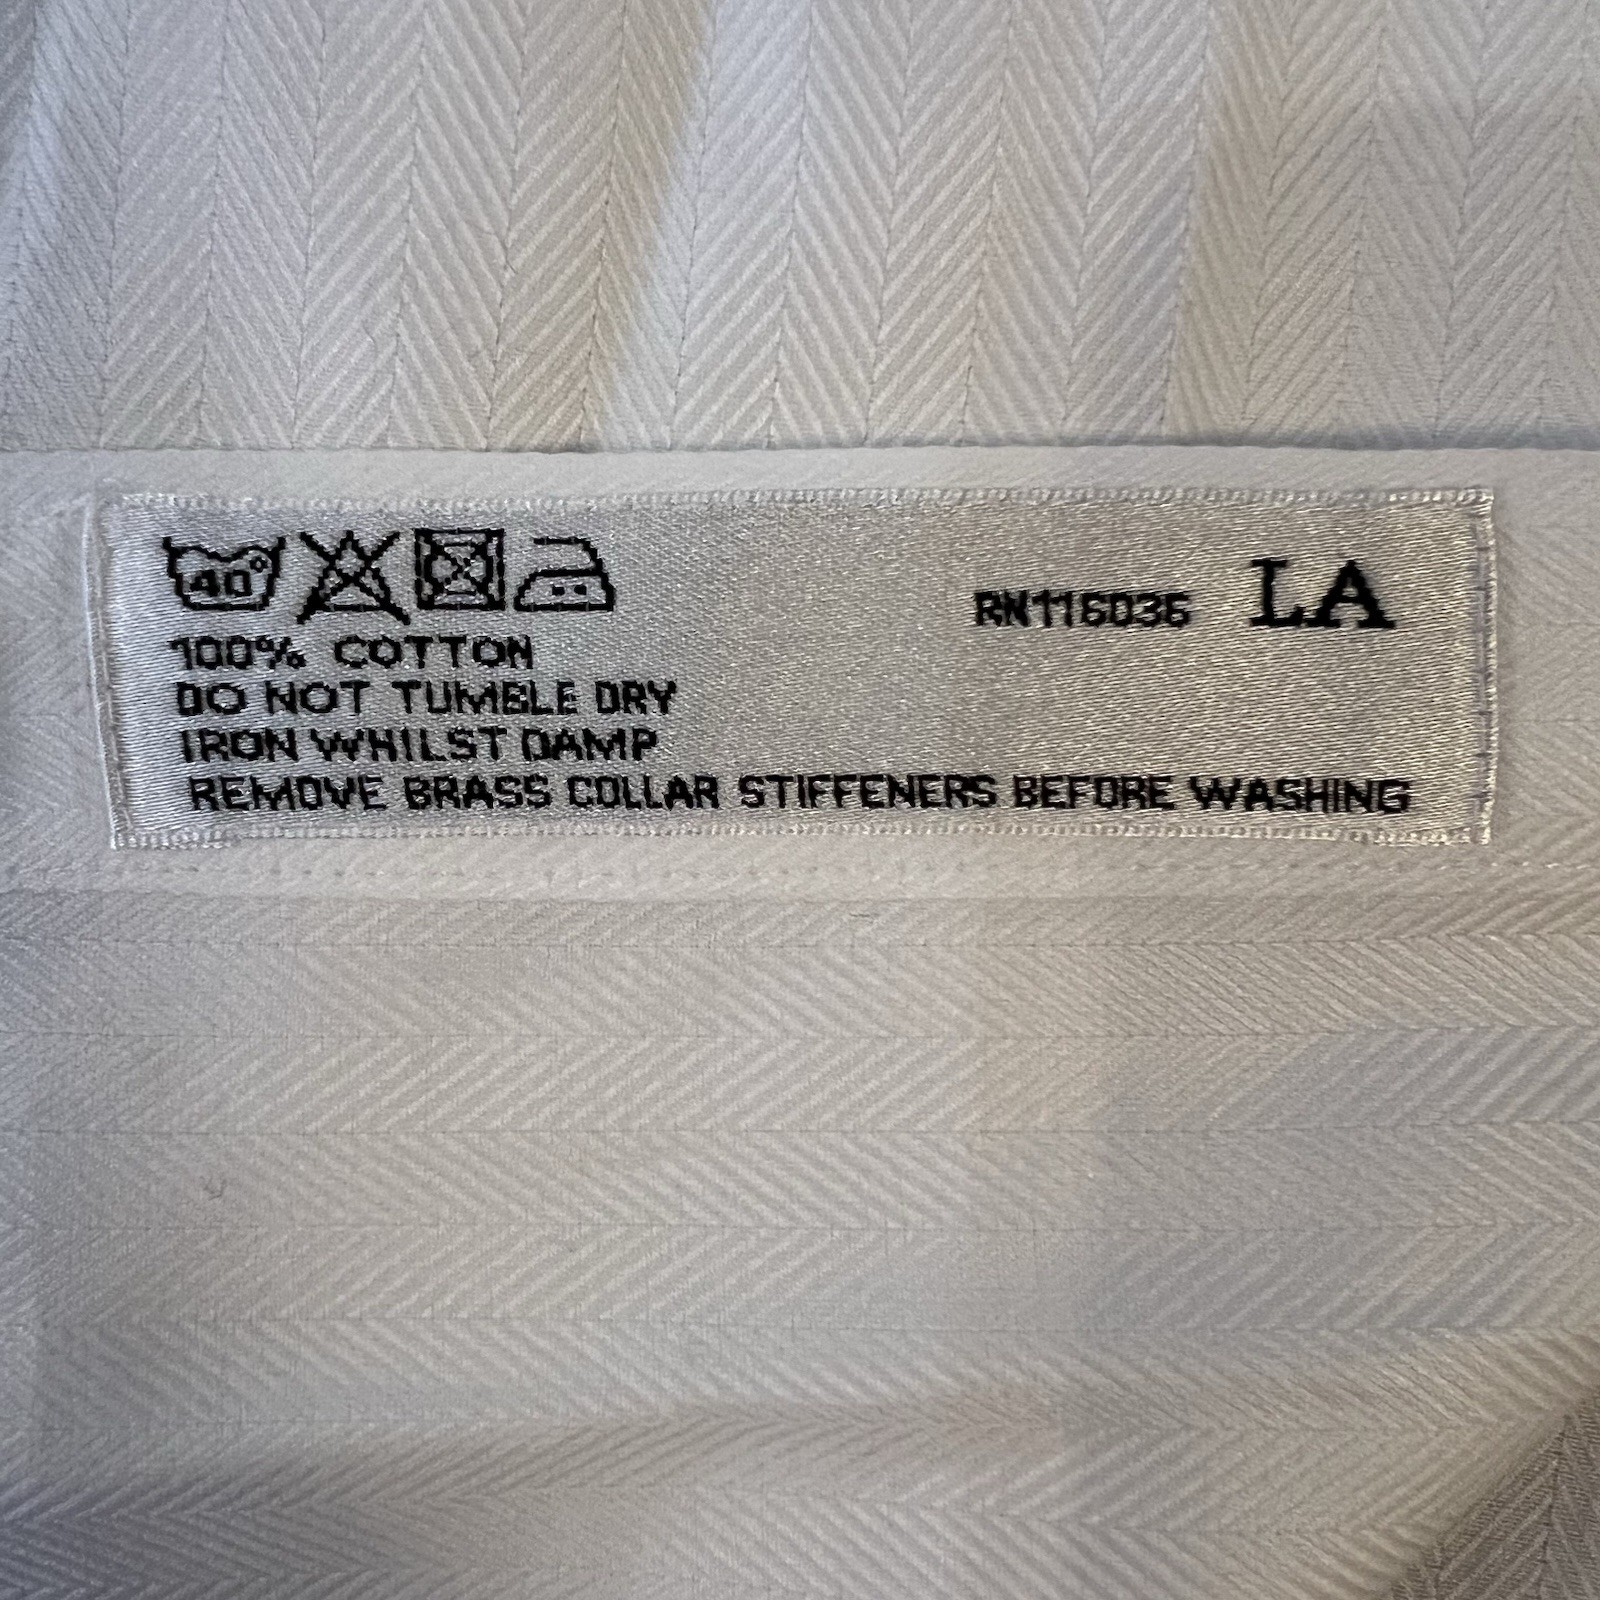 40°
RN116036 LA
100% COTTON
DO NOT TUMBLE DRY
IRON WHILST DAMP
REMOVE BRASS COLLAR STIFFENERS BEFORE WASHING